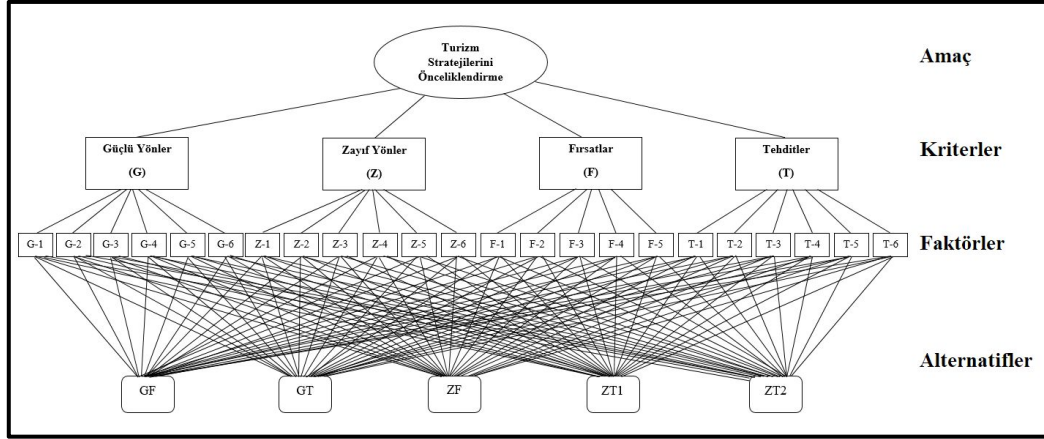 Turizm
Stratejilerini
Önceliklendirme
Amaç
Güçlü Yönler
(G)
Zayıf Yönler
(Z)
Fırsatlar
(F)
Tehditler
(T)
Kriterler
G-1 G-2 G-3 G-4 G-5 G-6 Z-1 Z-2 Z-3 Z-4 Z-5 Z-6 F-1 F-2 F-3 F-4 F-5 T-1 T-2 T-3 T-4 T-5 T-6
Faktörler
Alternatifler
GF GT ZF ZT1 ZT2